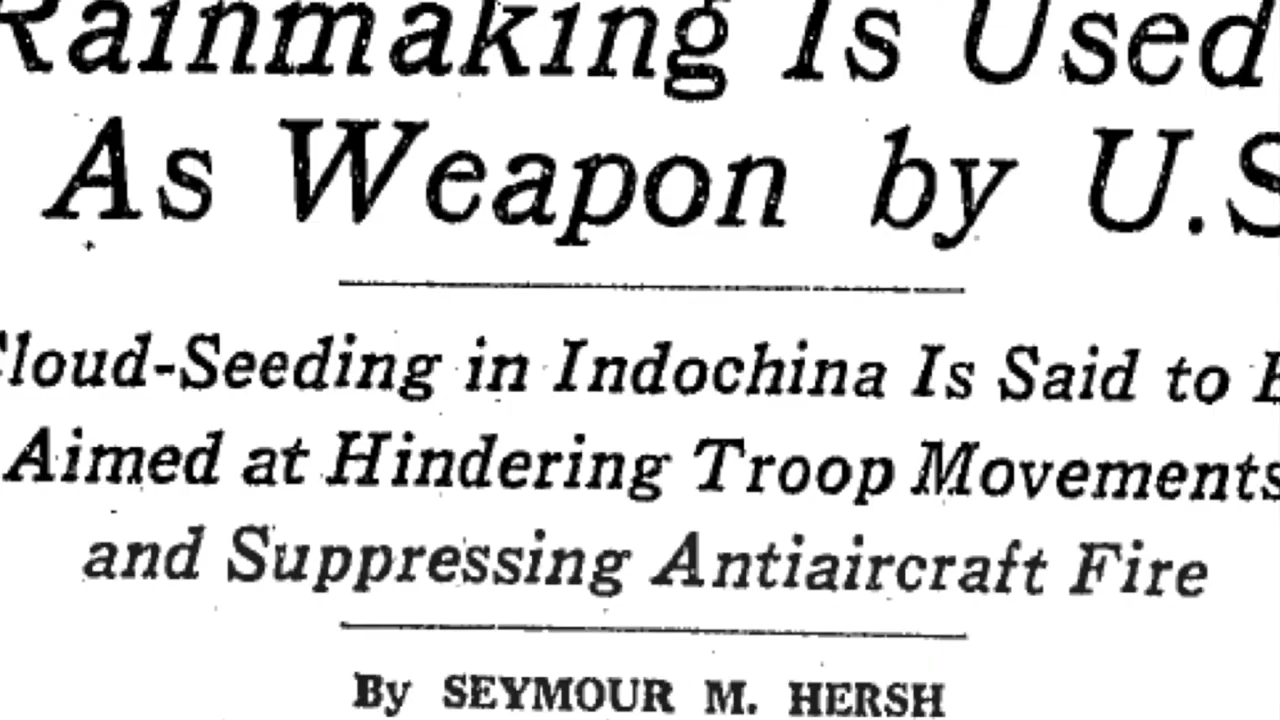 Rainmaking Is Used
As Weapon by U.S
Cloud-Seeding in Indochina Is Said to
Aimed at Hindering Troop Movements
and Suppressing Antiaircraft Fire
By SEYMOUR M. HERSH